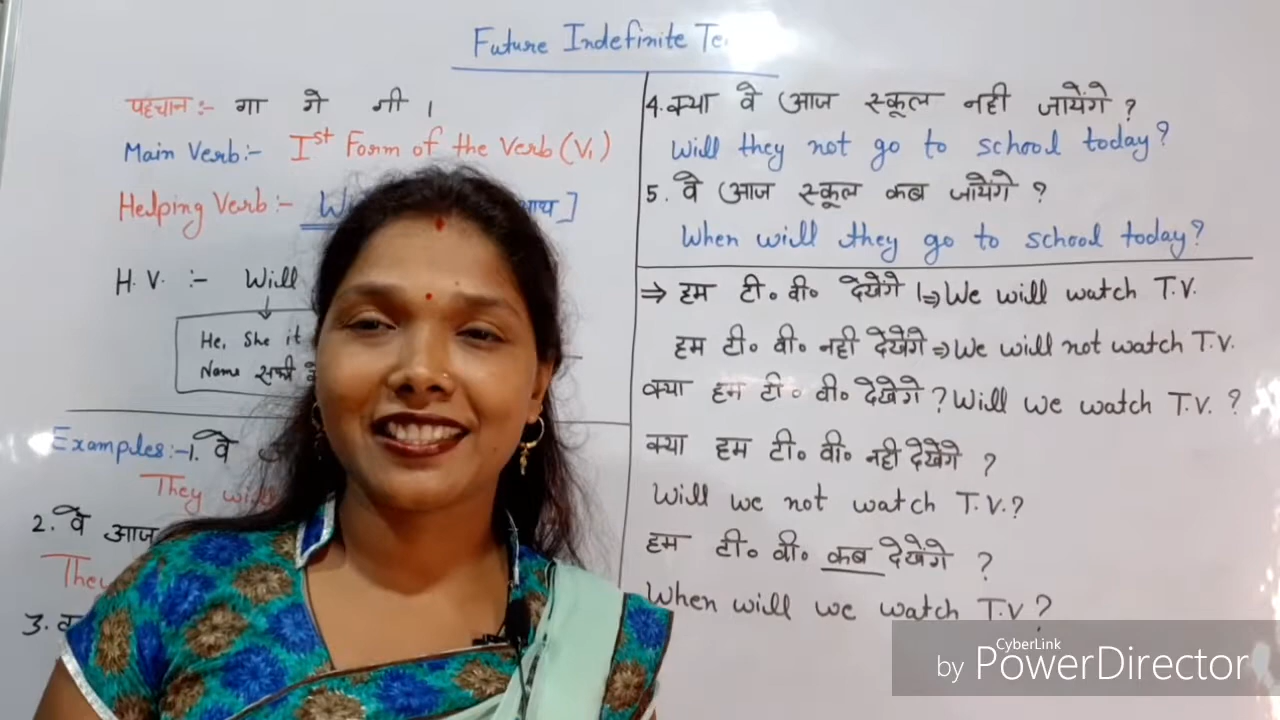 Future Indefinite
पहचान :- गा गे गी ।
Main Verb:- Ist Form of the Verb (V1)
Helping Verb :-
H. V. :- Will
He, She it
Name सभी
Examples:- 1. वे
They will
2. वे आज
They
3.
4. क्या वे आज स्कूल नही जायेंगे ?
Will they not go to school today?
5. वे आज स्कूल कब जायेंगे ?
When will they go to school today?
⇒ हम टी० वी० देखेंगे । ⇒ We will watch T.V.
हम टी० वी० नही देखेंगे ⇒ We will not watch T.V.
क्या हम टी० वी० देखेगे ? Will we watch T.V. ?
क्या हम टी० वी० नही देखेंगे ?
Will we not watch T.V.?
हम टी० वी० कब देखेंगे ?
When will we watch T.V ?
CyberLink
by PowerDirector